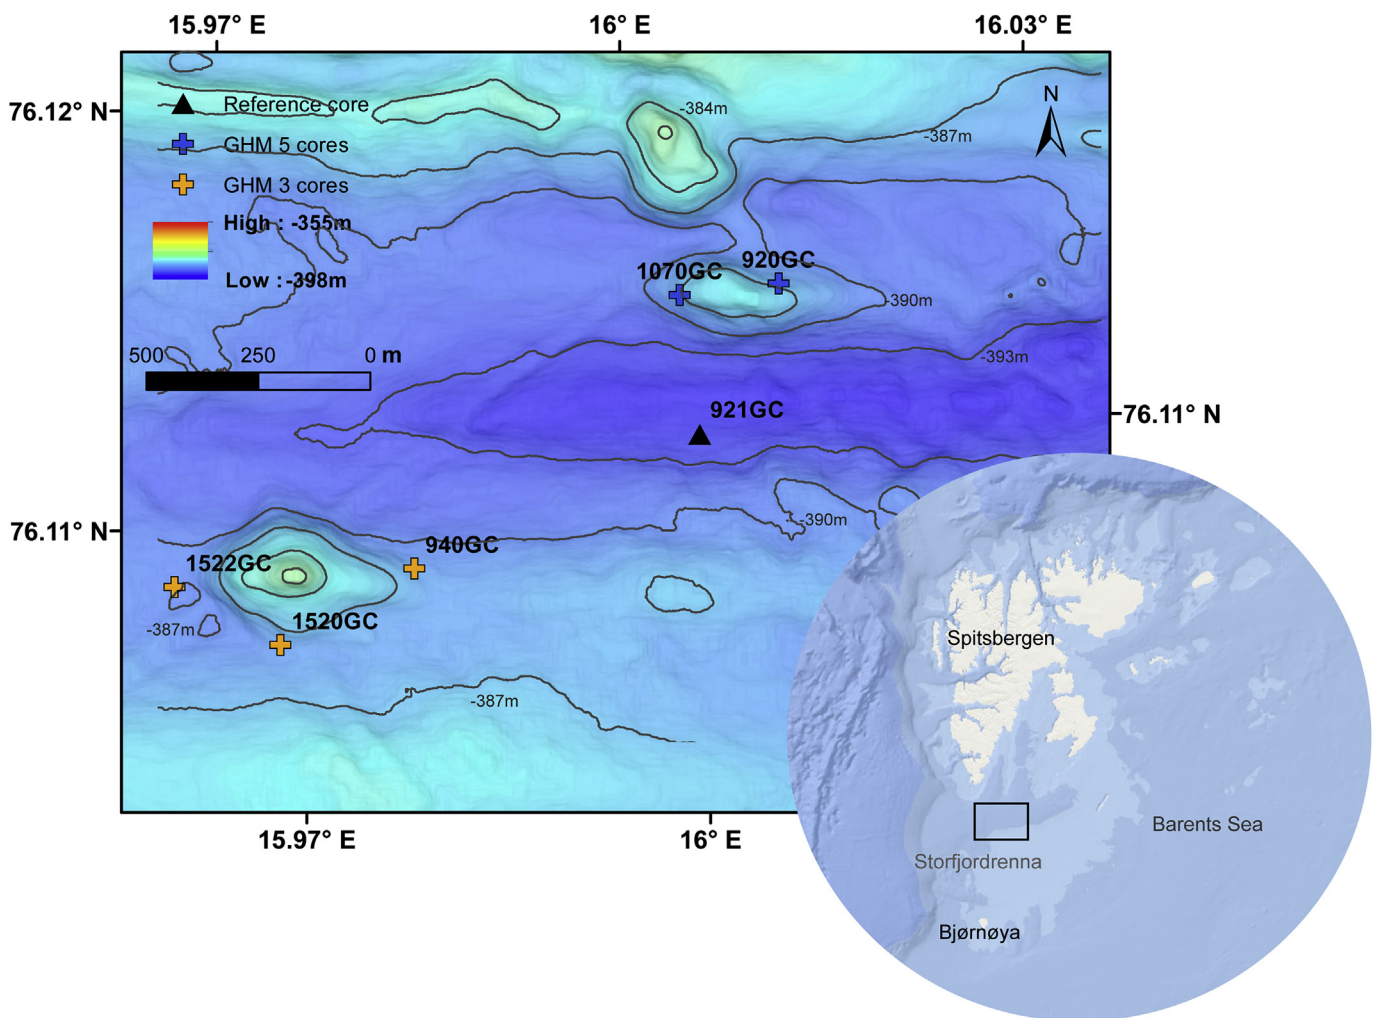 15.97° E 16° E 16.03° E
76.12° N
Reference core
GHM 5 cores
GHM 3 cores
High : -355m
Low : -398m
-384m
-387m
N
1070GC
920GC
-390m
500 250 0 m
-393m
921GC
76.11° N
76.11° N
-390m
940GC
1522GC
1520GC
-387m
-387m
15.97° E 16° E
Spitsbergen
Barents Sea
Storfjordrenna
Bjørnøya